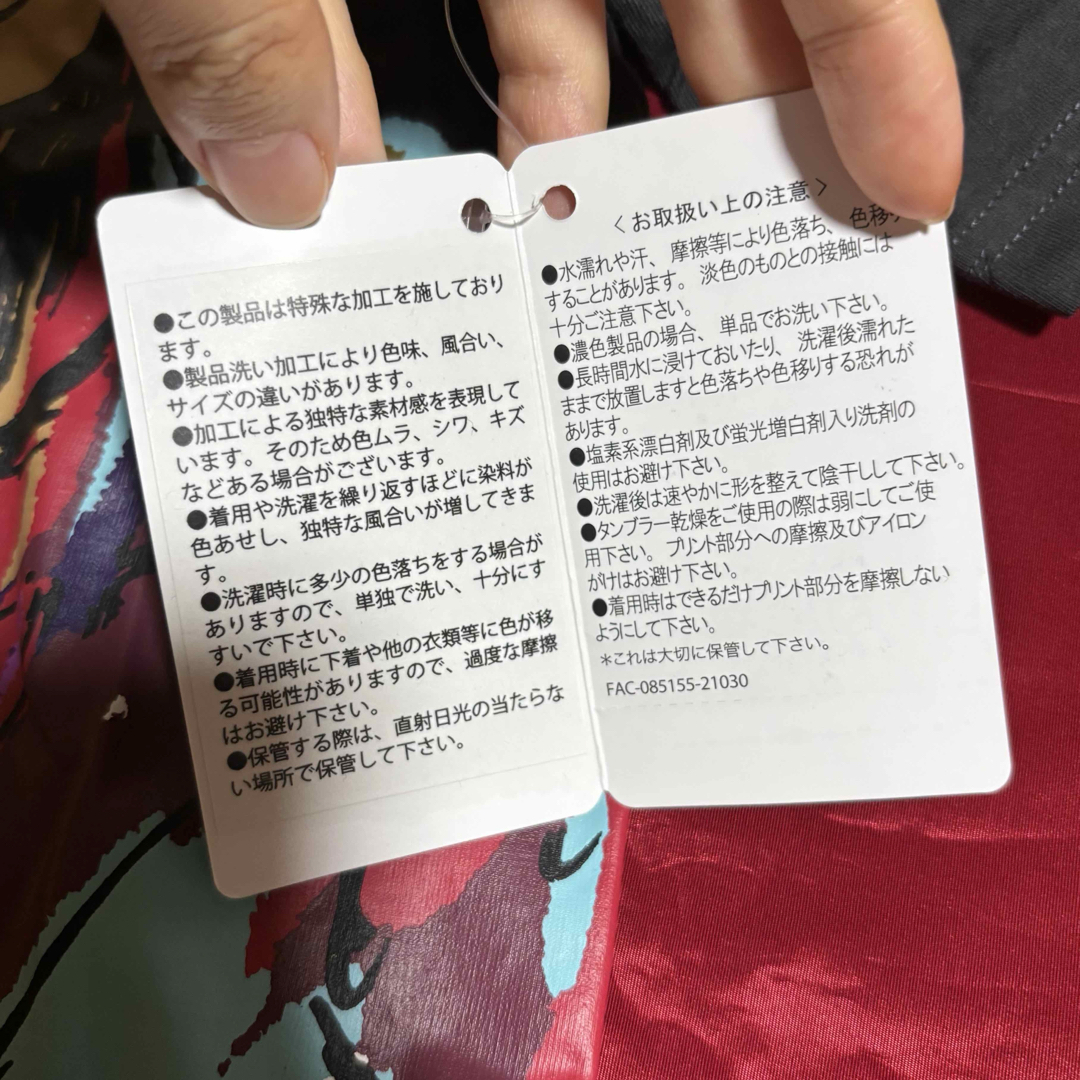 ●この製品は特殊な加工を施しており
ます。
●製品洗い加工により色味、風合い、
サイズの違いがあります。
●加工による独特な素材感を表現して
います。そのため色ムラ、シワ、キズ
などある場合がございます。
●着用や洗濯を繰り返すほどに染料が
色あせし、独特な風合いが増してきま
す。
●洗濯時に多少の色落ちをする場合が
ありますので、単独で洗い、十分にす
すいで下さい。
●着用時に下着や他の衣類等に色が移
る可能性がありますので、過度な摩擦
はお避け下さい。
●保管する際は、直射日光の当たらな
い場所で保管して下さい。
〈お取扱い上の注意〉
●水濡れや汗、摩擦等により色落ち、色移り
することがあります。淡色のものとの接触には
十分ご注意下さい。
●濃色製品の場合、単品でお洗い下さい。
●長時間水に浸けておいたり、洗濯後濡れた
ままで放置しますと色落ちや色移りする恐れが
あります。
●塩素系漂白剤及び蛍光増白剤入り洗剤の
使用はお避け下さい。
●洗濯後は速やかに形を整えて陰干しして下さい。
●タンブラー乾燥をご使用の際は弱にしてご使
用下さい。プリント部分への摩擦及びアイロン
がけはお避け下さい。
●着用時はできるだけプリント部分を摩擦しない
ようにして下さい。
＊これは大切に保管して下さい。
FAC-085155-21030